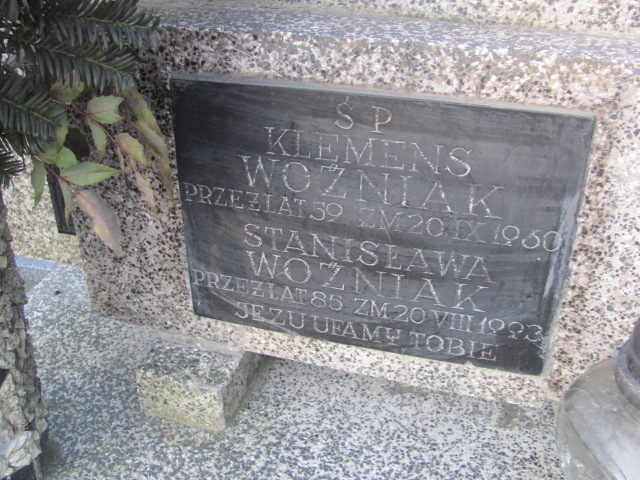 Ś P
KLEMENS
WOŹNIAK
PRZEŻ.LAT.59 ZM.20.IX.1960
STANISŁAWA
WOŹNIAK
PRZEŻ.LAT.85 ZM.20 VIII.1993
JEZU UFAMY TOBIE